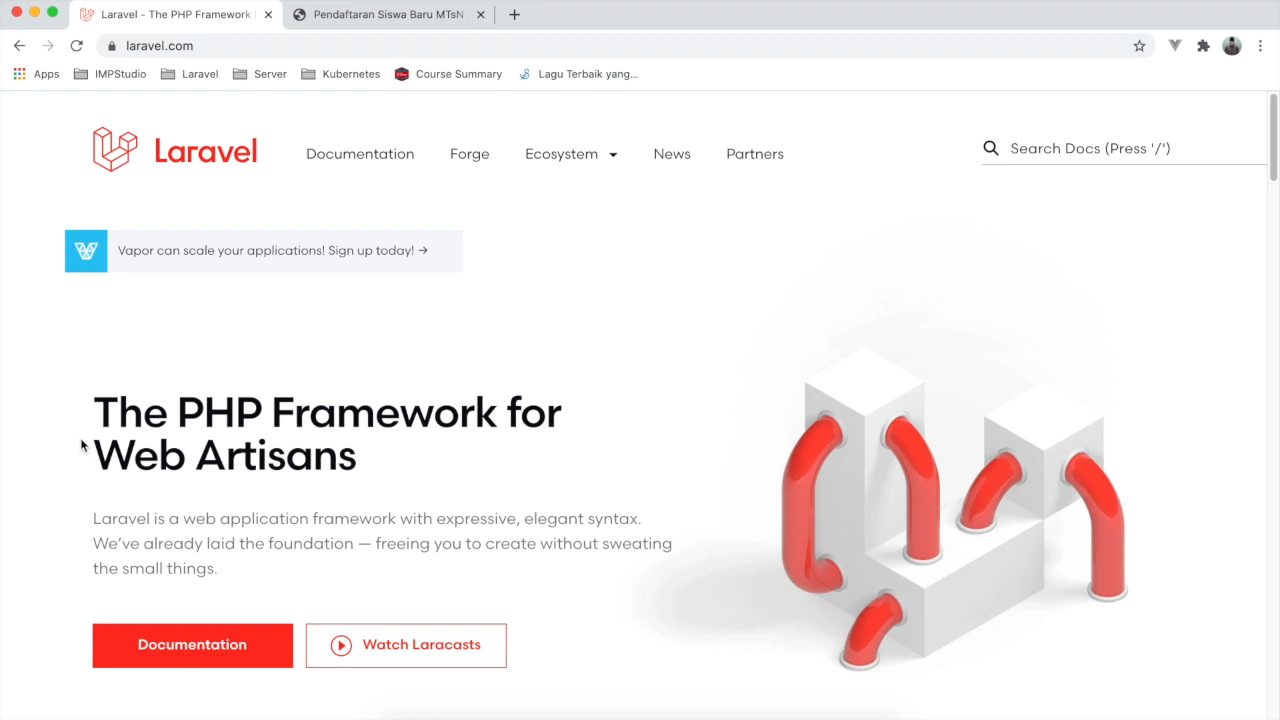 Laravel - The PHP Framework
Pendaftaran Siswa Baru MTsN
laravel.com
Apps
IMPStudio
Laravel
Server
Kubernetes
Course Summary
Lagu Terbaik yang...
Laravel
Documentation
Forge
Ecosystem
News
Partners
Search Docs (Press '/')
Vapor can scale your applications! Sign up today! →
The PHP Framework for
Web Artisans
Laravel is a web application framework with expressive, elegant syntax.
We've already laid the foundation — freeing you to create without sweating
the small things.
Documentation
Watch Laracasts